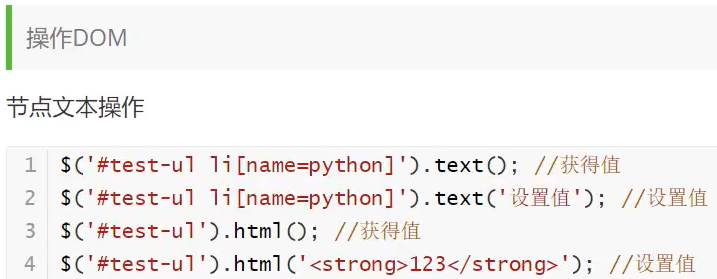 操作DOM
节点文本操作
1 $('#test-ul li[name=python]').text(); //获得值
2 $('#test-ul li[name=python]').text('设置值'); //设置值
3 $('#test-ul').html(); //获得值
4 $('#test-ul').html('<strong>123</strong>'); //设置值